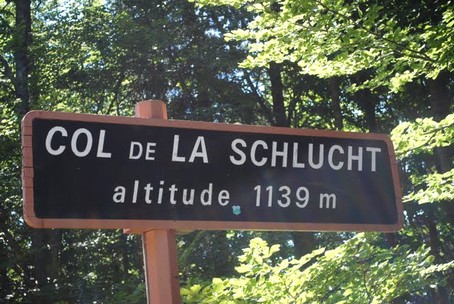 COL DE LA SCHLUCHT
altitude 1139 m